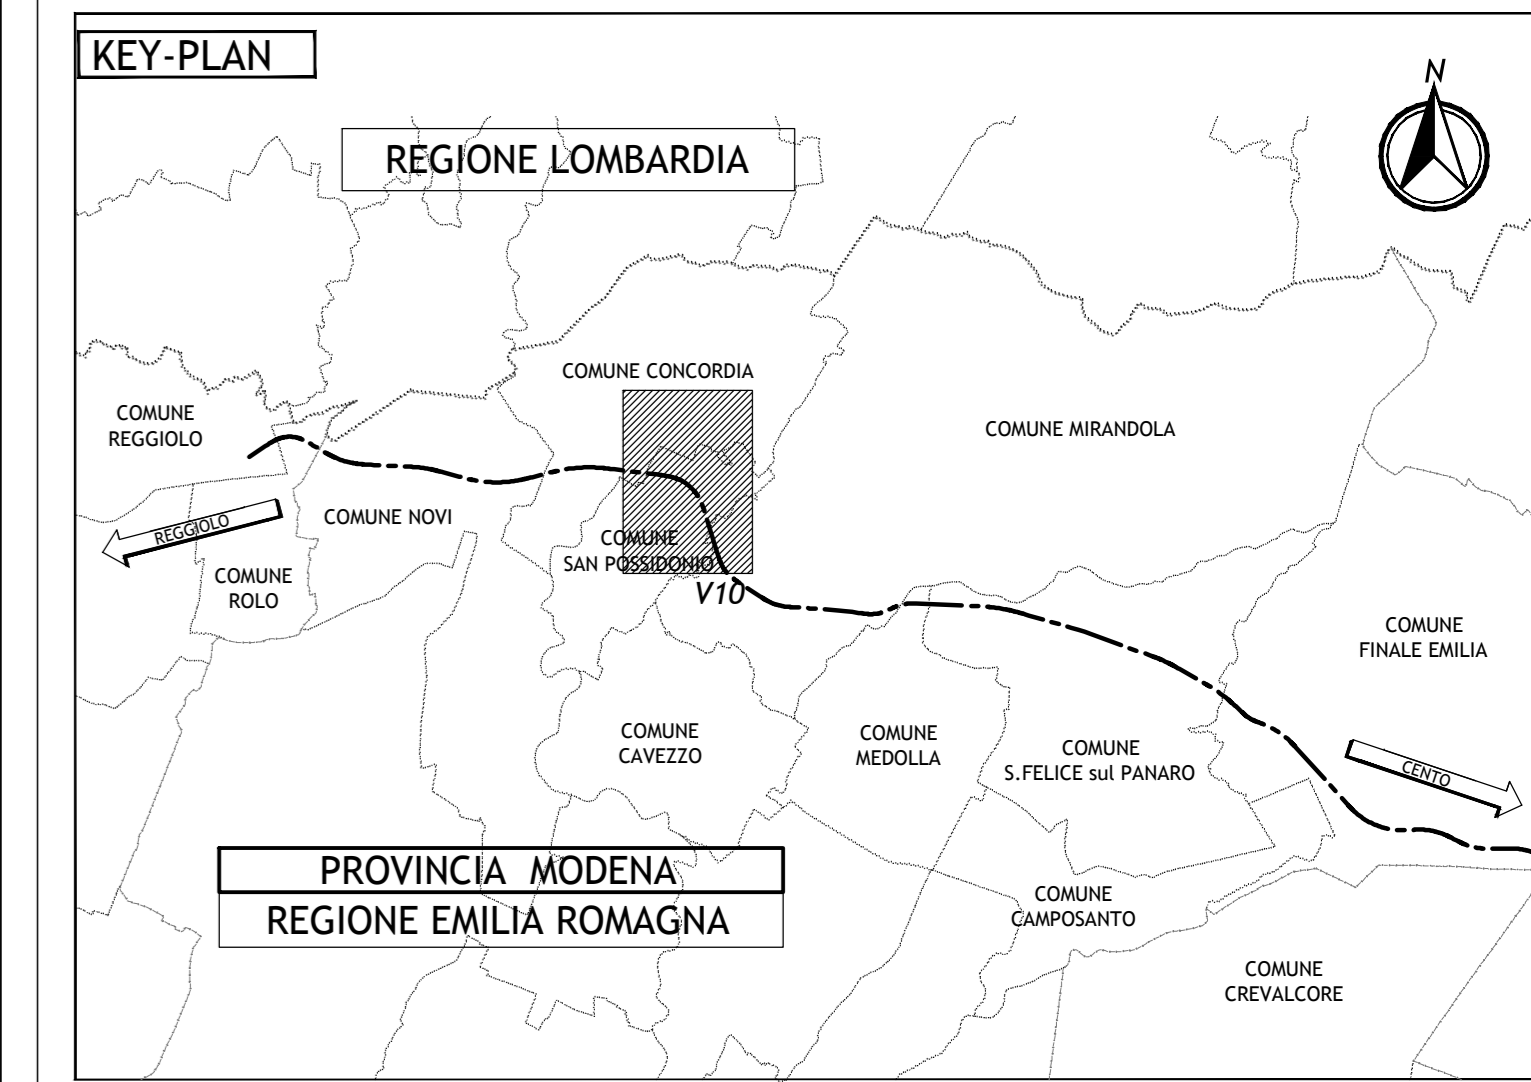 KEY-PLAN
N
REGIONE LOMBARDIA
COMUNE CONCORDIA
COMUNE
REGGIOLO
COMUNE MIRANDOLA
REGGIOLO
COMUNE NOVI
COMUNE
SAN POSSIDONIO
COMUNE
ROLO
V10
COMUNE
FINALE EMILIA
COMUNE
CAVEZZO
COMUNE
MEDOLLA
COMUNE
S.FELICE sul PANARO
CENTO
PROVINCIA MODENA
REGIONE EMILIA ROMAGNA
COMUNE
CAMPOSANTO
COMUNE
CREVALCORE